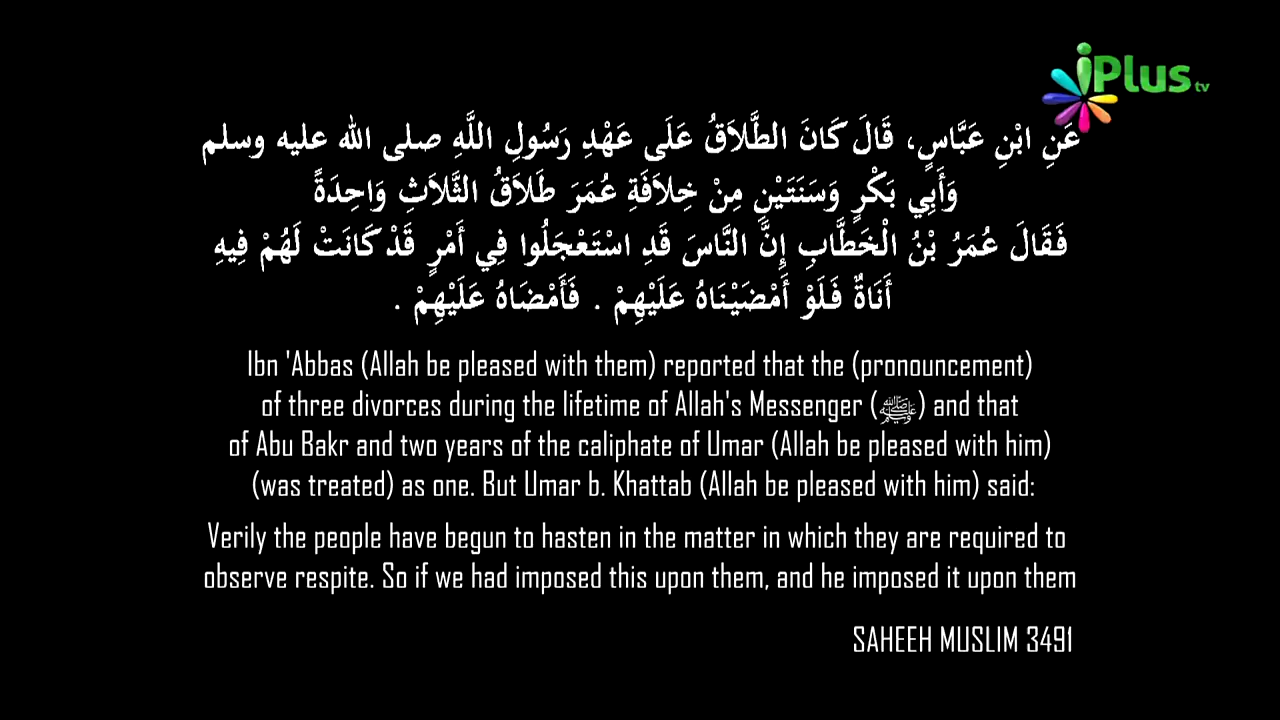 iPlus tv
عَنِ ابْنِ عَبَّاسٍ، قَالَ كَانَ الطَّلاَقُ عَلَى عَهْدِ رَسُولِ اللَّهِ صلى الله عليه وسلم
وَأَبِي بَكْرٍ وَسَنَتَيْنِ مِنْ خِلاَفَةِ عُمَرَ طَلاَقُ الثَّلاَثِ وَاحِدَةً
فَقَالَ عُمَرُ بْنُ الْخَطَّابِ إِنَّ النَّاسَ قَدِ اسْتَعْجَلُوا فِي أَمْرٍ قَدْ كَانَتْ لَهُمْ فِيهِ
أَنَاةٌ فَلَوْ أَمْضَيْنَاهُ عَلَيْهِمْ . فَأَمْضَاهُ عَلَيْهِمْ .
Ibn 'Abbas (Allah be pleased with them) reported that the (pronouncement)
of three divorces during the lifetime of Allah's Messenger (ﷺ) and that
of Abu Bakr and two years of the caliphate of Umar (Allah be pleased with him)
(was treated) as one. But Umar b. Khattab (Allah be pleased with him) said:
Verily the people have begun to hasten in the matter in which they are required to
observe respite. So if we had imposed this upon them, and he imposed it upon them
SAHEEH MUSLIM 3491